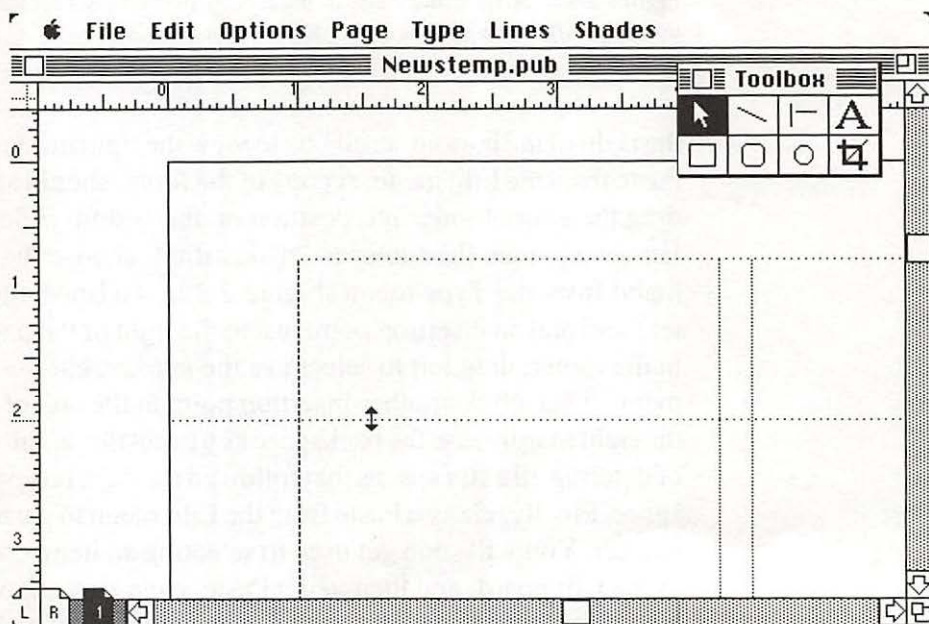 File Edit Options Page Type Lines Shades
Newstemp.pub
Toolbox
A
0 1 2 3
0
1
2
3
L R 1